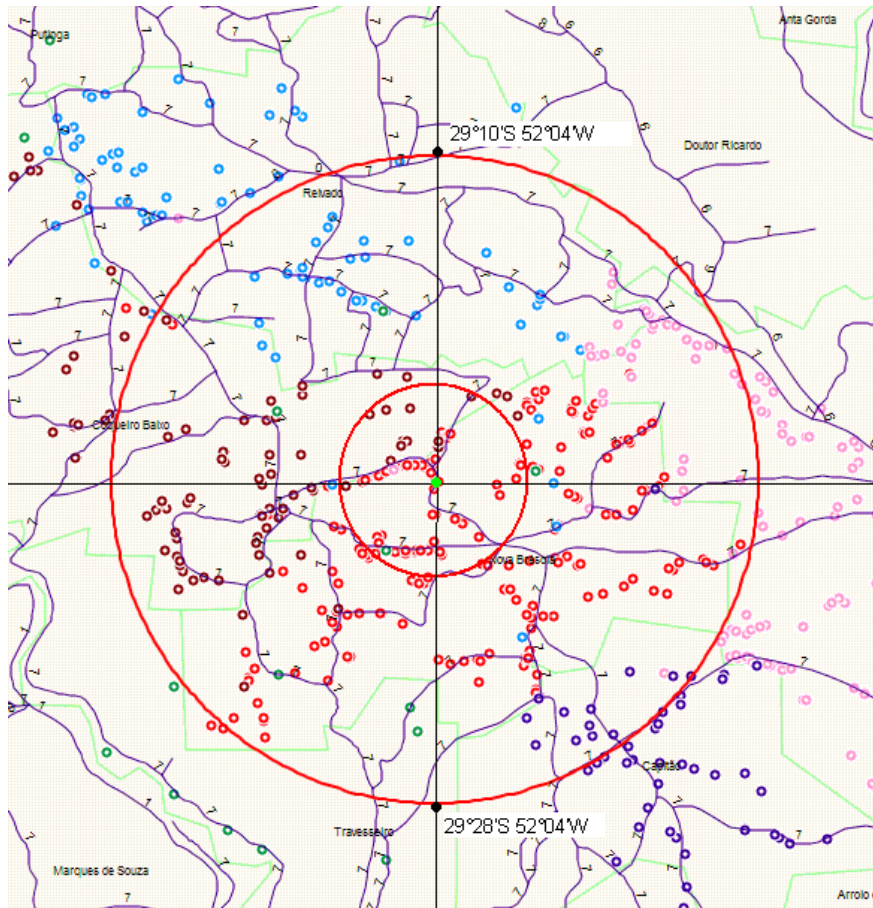 Anta Gorda
Putinga
29°10'S 52°04'W
Doutor Ricardo
Relvado
Coqueiro Baixo
Nova Brescia
Capitão
29°28'S 52°04'W
Travesseiro
Marques de Souza
Arroio